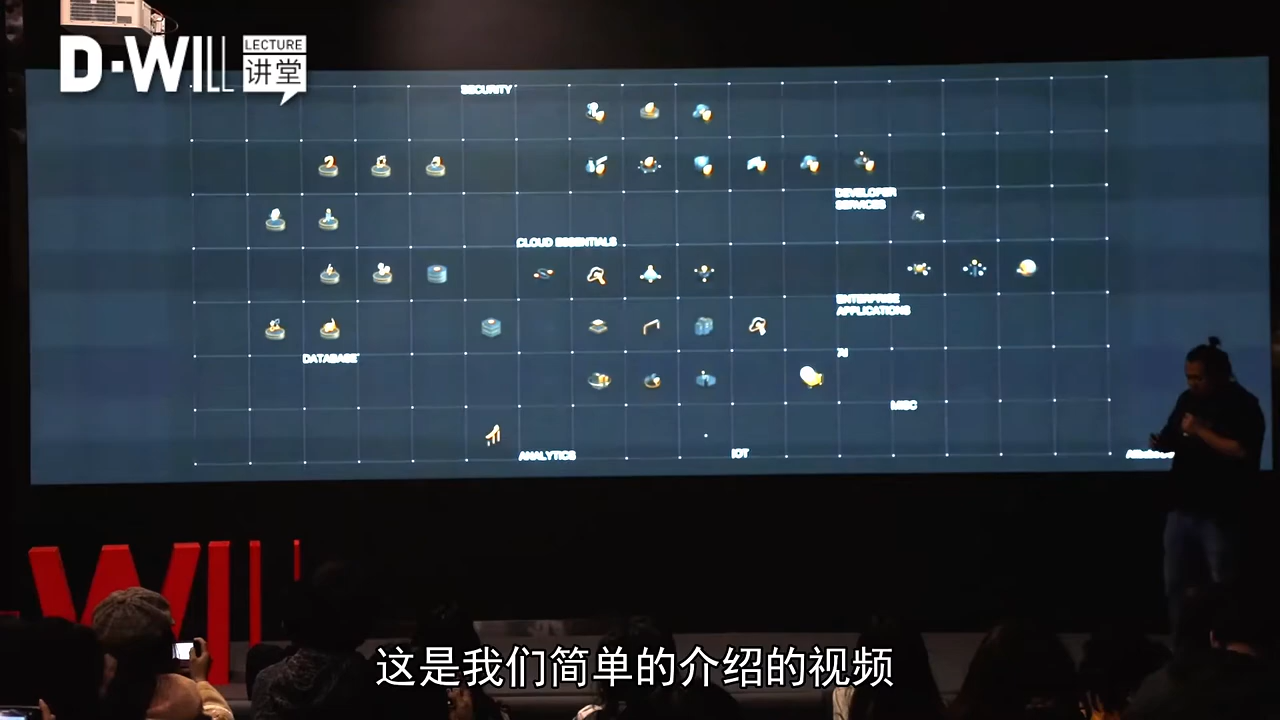 D·WILL
LECTURE
讲堂
SECURITY
DEVELOPER
SERVICES
CLOUD ESSENTIALS
ENTERPRISE
APPLICATIONS
DATABASE
AI
MISC
ANALYTICS
IOT
WILL
这是我们简单的介绍的视频